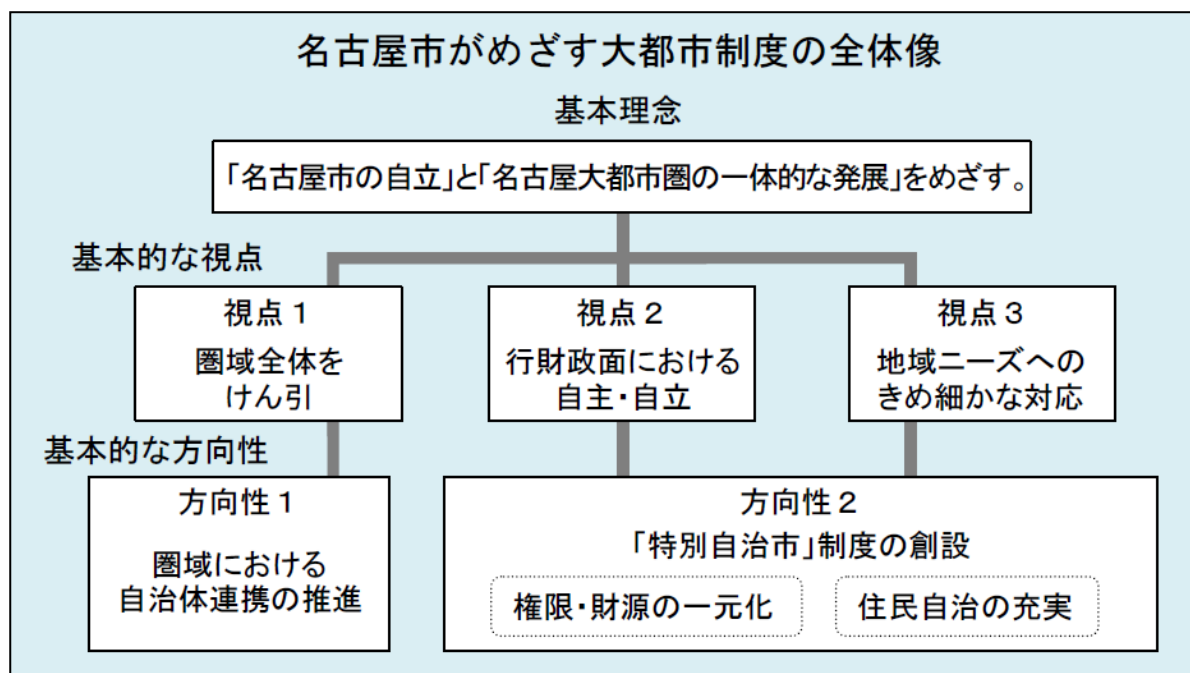 名古屋市がめざす大都市制度の全体像
基本理念
「名古屋市の自立」と「名古屋大都市圏の一体的な発展」をめざす。
基本的な視点
視点1
圏域全体を
けん引
視点2
行財政面における
自主・自立
視点3
地域ニーズへの
きめ細かな対応
基本的な方向性
方向性1
圏域における
自治体連携の推進
方向性2
「特別自治市」制度の創設
権限・財源の一元化
住民自治の充実